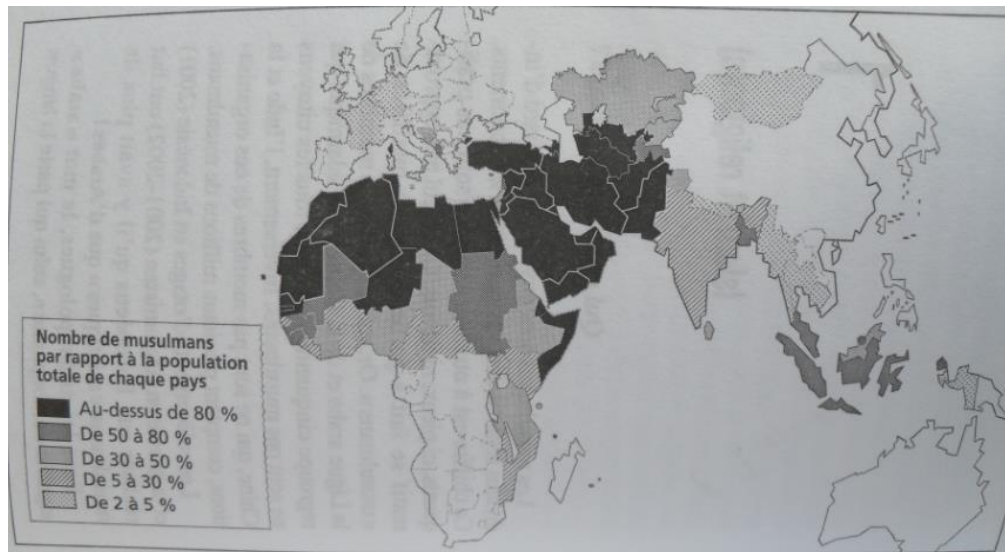 Nombre de musulmans
par rapport à la population
totale de chaque pays
Au-dessus de 80 %
De 50 à 80 %
De 30 à 50 %
De 5 à 30 %
De 2 à 5 %